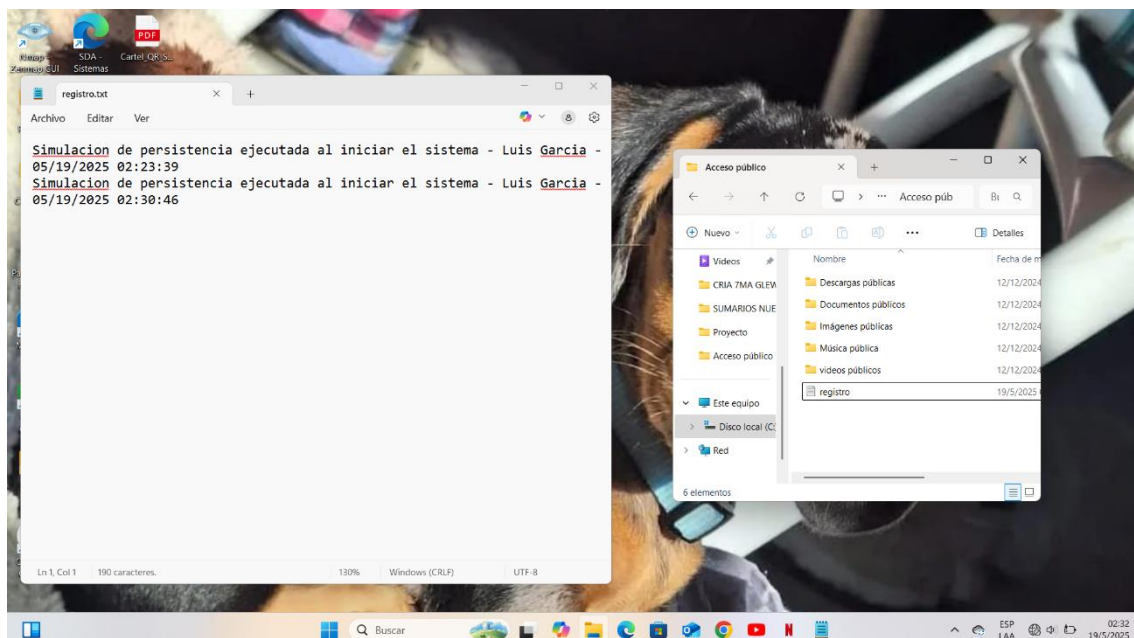 SDA -
Sistemas
PDF
Cartel_QR_S...
registro.txt
Archivo Editar Ver
Simulacion de persistencia ejecutada al iniciar el sistema - Luis Garcia -
05/19/2025 02:23:39
Simulacion de persistencia ejecutada al iniciar el sistema - Luis Garcia -
05/19/2025 02:30:46
Ln 1, Col 1 190 caracteres. 130% Windows (CRLF) UTF-8
Acceso público
Acceso púb
Nuevo
Detalles
Videos
CRIA 7MA GLEW
SUMARIOS NUE
Proyecto
Acceso público
Este equipo
Disco local (C:
Red
Nombre Fecha de m
Descargas públicas 12/12/2024
Documentos públicos 12/12/2024
Imágenes públicas 12/12/2024
Música pública 12/12/2024
videos públicos 12/12/2024
registro 19/5/2025
6 elementos
Buscar
ESP
LAA
02:32
19/5/2025